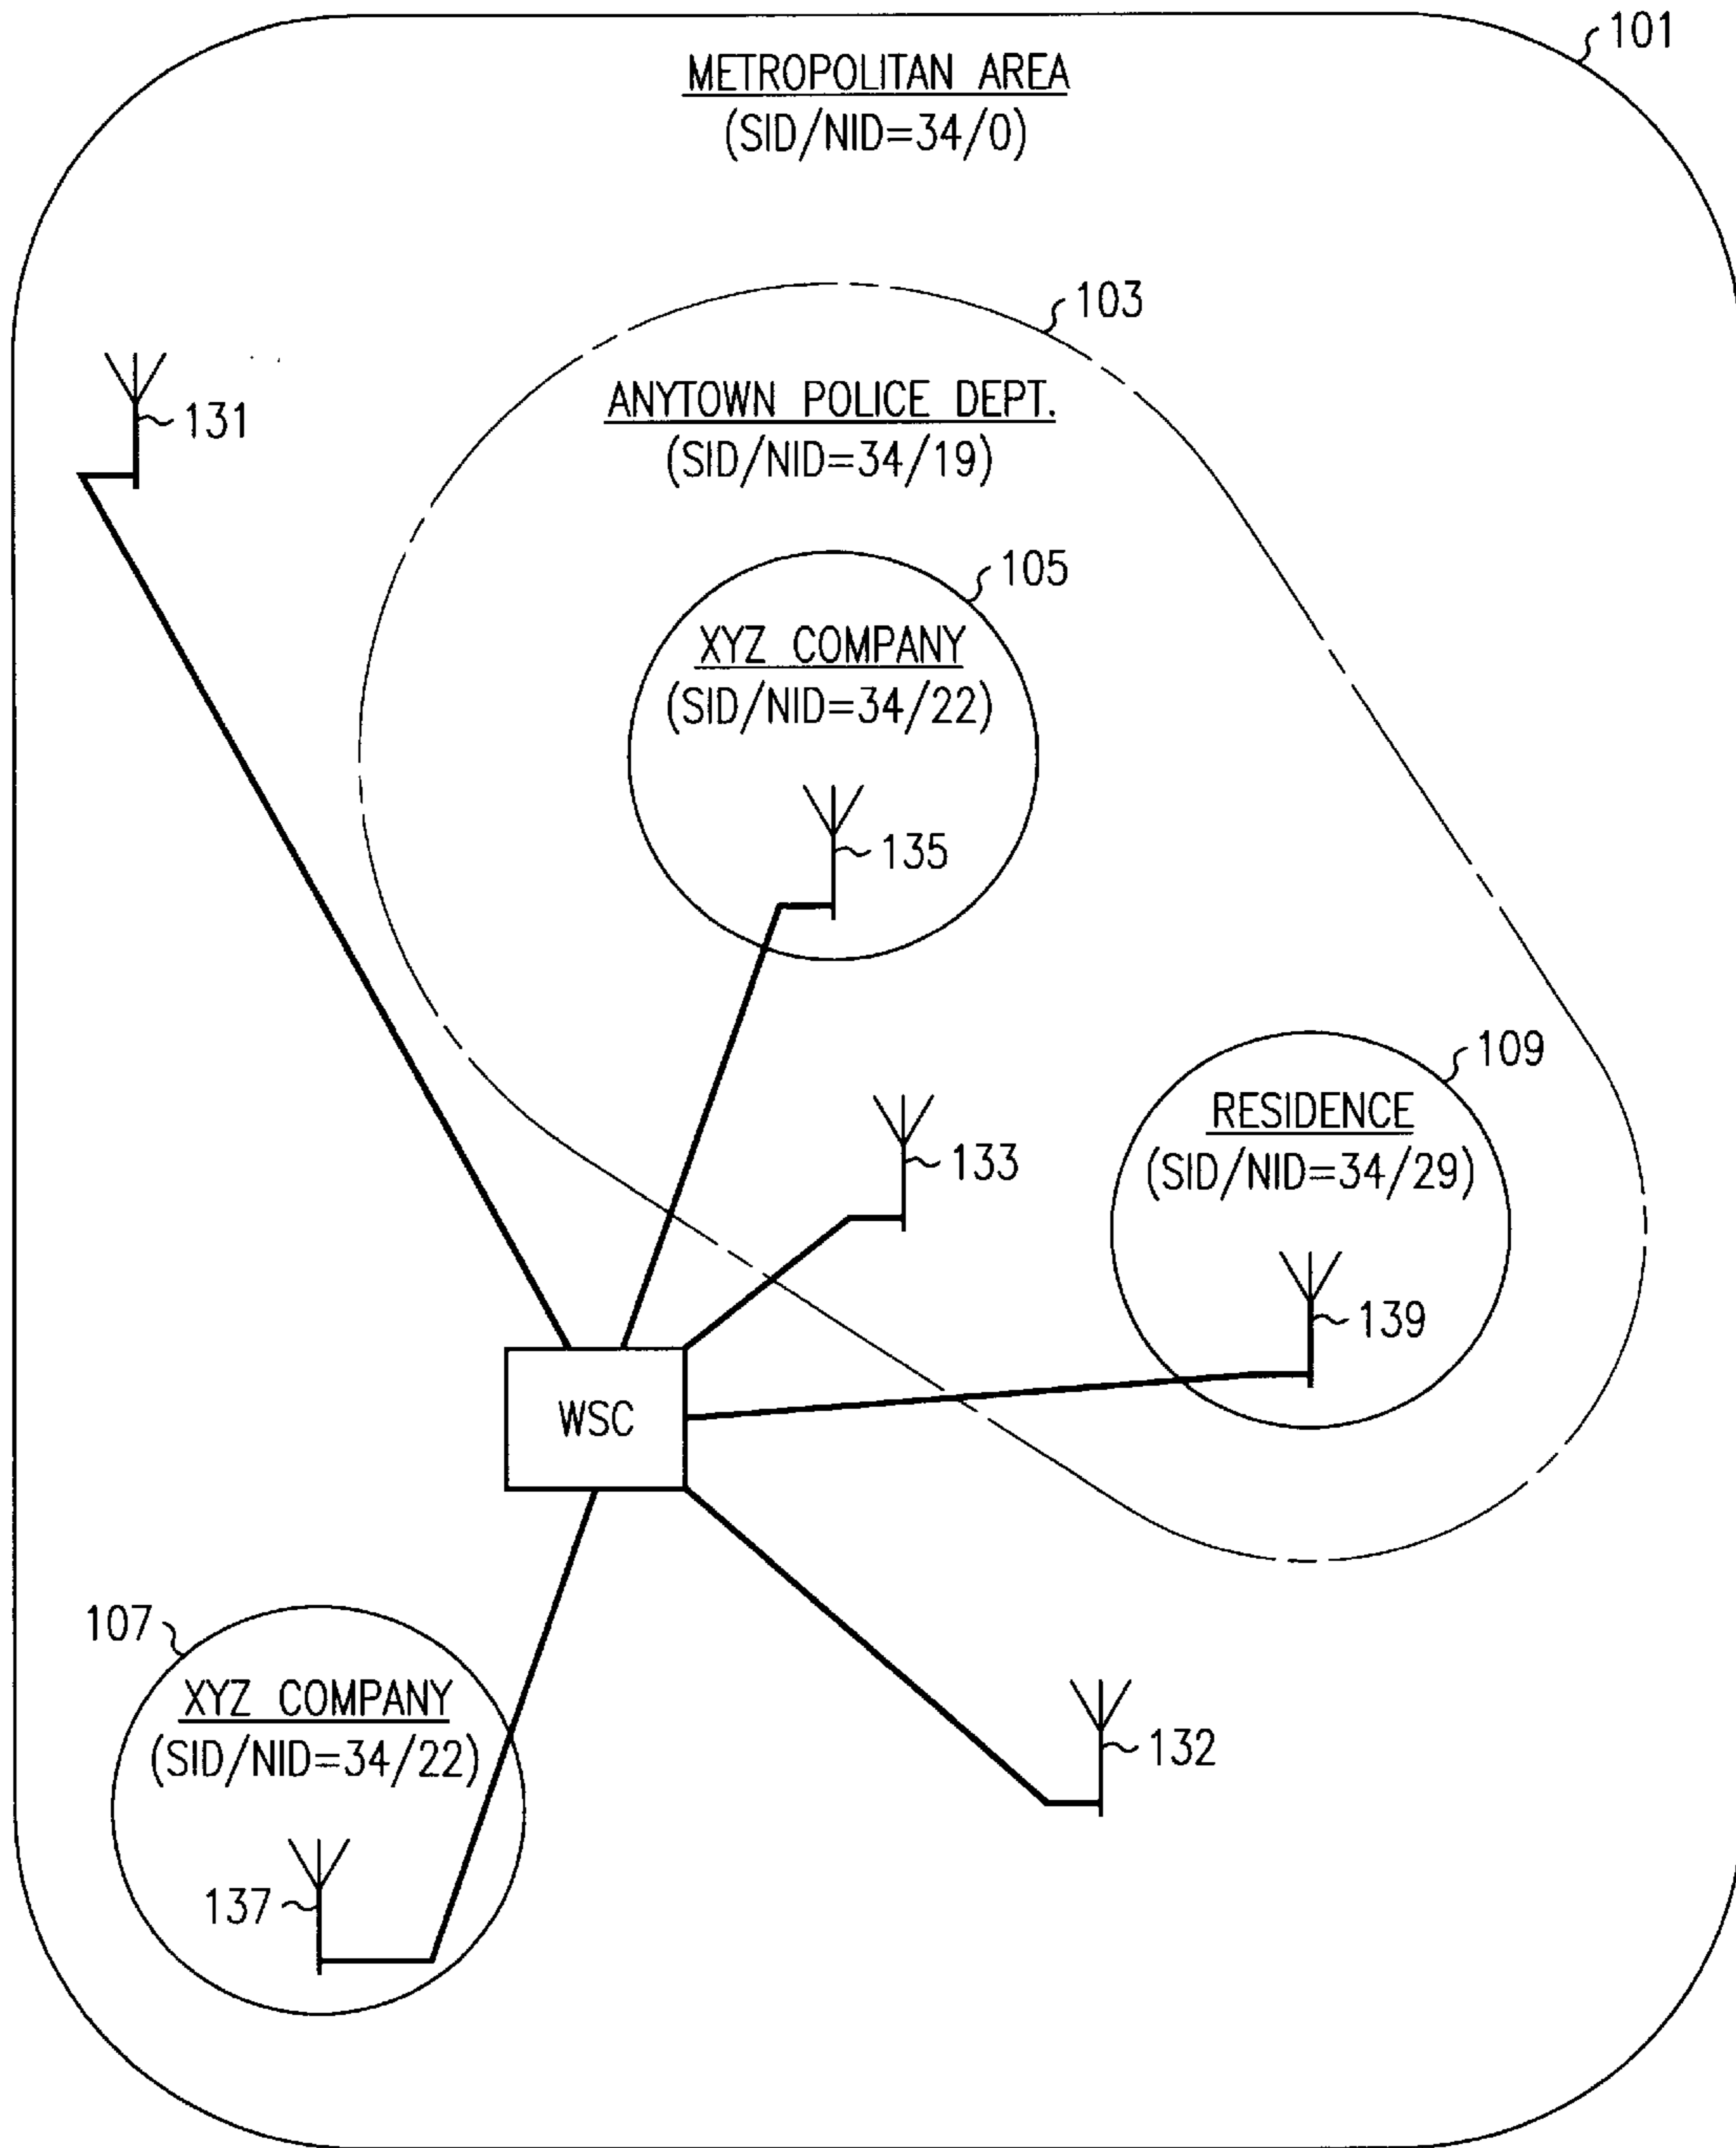 101
METROPOLITAN AREA
(SID/NID=34/0)
103
131
ANYTOWN POLICE DEPT.
(SID/NID=34/19)
105
XYZ COMPANY
(SID/NID=34/22)
135
109
RESIDENCE
(SID/NID=34/29)
133
139
WSC
107
XYZ COMPANY
(SID/NID=34/22)
132
137